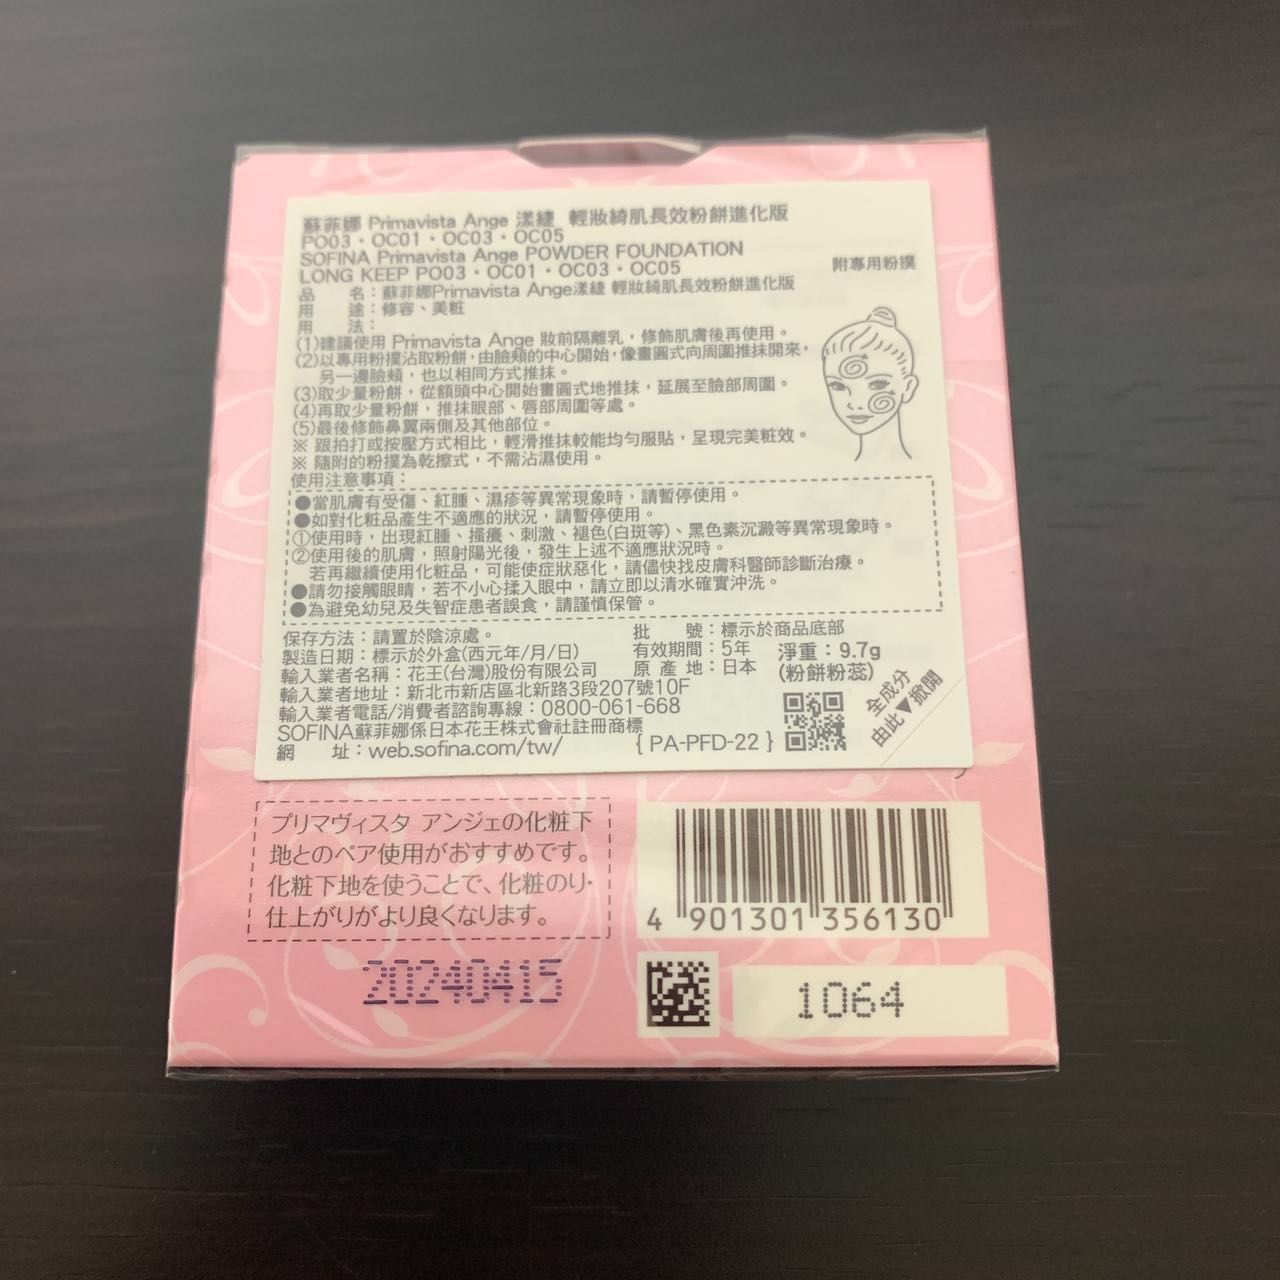 蘇菲娜 Primavista Ange 漾緁 輕妝綺肌長效粉餅進化版
PO03・OC01・OC03・OC05
SOFINA Primavista Ange POWDER FOUNDATION
LONG KEEP PO03・OC01・OC03・OC05
附專用粉撲
品 名：蘇菲娜Primavista Ange漾緁 輕妝綺肌長效粉餅進化版
用 途：修容、美粧
用 法：
(1)建議使用 Primavista Ange 妝前隔離乳，修飾肌膚後再使用。
(2)以專用粉撲沾取粉餅，由臉頰的中心開始，像畫圓式向周圍推抹開來，
另一邊臉頰，也以相同方式推抹。
(3)取少量粉餅，從額頭中心開始畫圓式地推抹，延展至臉部周圍。
(4)再取少量粉餅，推抹眼部、唇部周圍等處。
(5)最後修飾鼻翼兩側及其他部位。
※ 跟拍打或按壓方式相比，輕滑推抹較能均勻服貼，呈現完美粧效。
※ 隨附的粉撲為乾擦式，不需沾濕使用。
使用注意事項：
●當肌膚有受傷、紅腫、濕疹等異常現象時，請暫停使用。
●如對化粧品產生不適應的狀況，請暫停使用。
①使用時，出現紅腫、搔癢、刺激、褪色(白斑等)、黑色素沉澱等異常現象時。
②使用後的肌膚，照射陽光後，發生上述不適應狀況時。
若再繼續使用化粧品，可能使症狀惡化，請儘快找皮膚科醫師診斷治療。
●請勿接觸眼睛，若不小心揉入眼中，請立即以清水確實沖洗。
●為避免幼兒及失智症患者誤食，請謹慎保管。
保存方法：請置於陰涼處。
製造日期：標示於外盒(西元年/月/日)
輸入業者名稱：花王(台灣)股份有限公司
輸入業者地址：新北市新店區北新路3段207號10F
輸入業者電話/消費者諮詢專線：0800-061-668
SOFINA蘇菲娜係日本花王株式會社註冊商標
網 址：web.sofina.com/tw/
{ PA-PFD-22 }
批 號：標示於商品底部
有效期間：5年
原 產 地：日本
淨重：9.7g
(粉餅粉蕊)
全成分
由此▼掀開
プリマヴィスタ アンジェの化粧下
地とのペア使用がおすすめです。
化粧下地を使うことで、化粧のり・
仕上がりがより良くなります。
4 901301 356130
20240415
1064